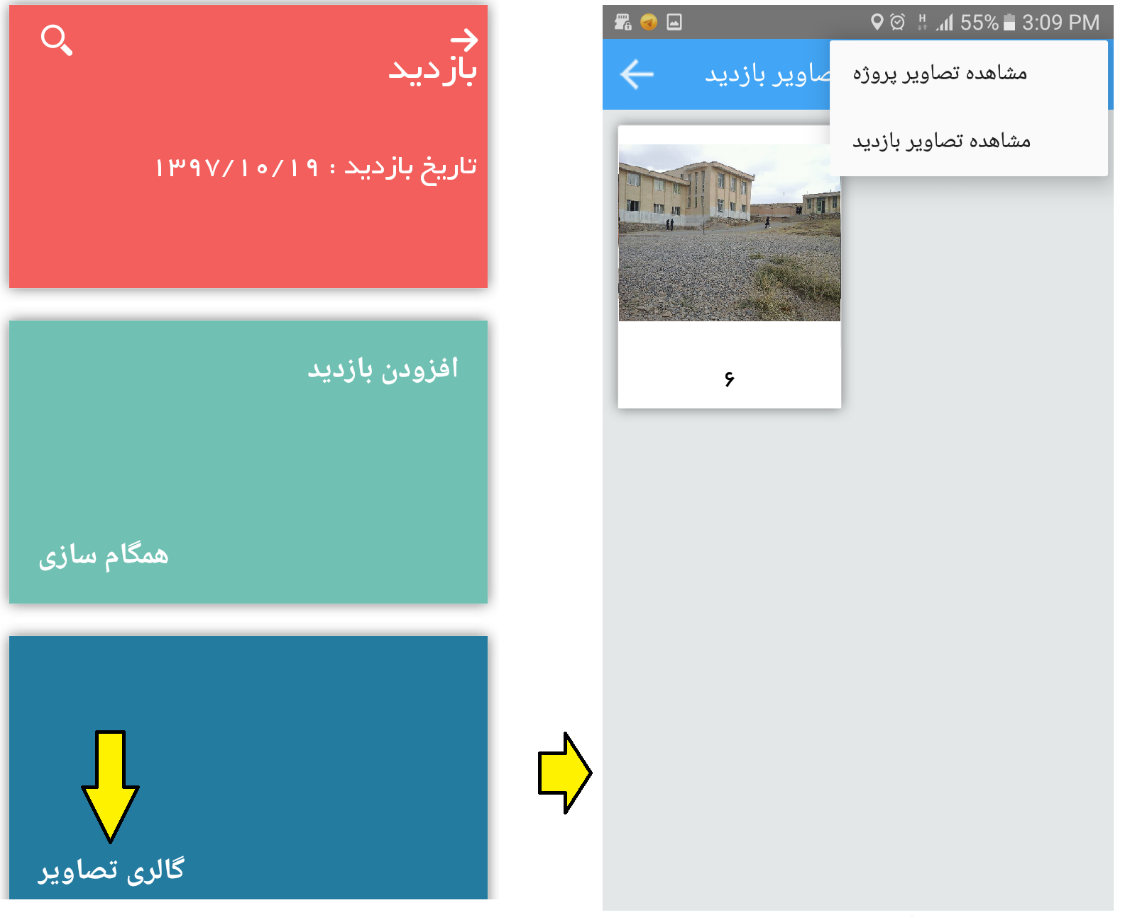 بازدید
تاریخ بازدید : ۱۳۹۷/۱۰/۱۹
افزودن بازدید
همگام سازی
گالری تصاویر
H 55% 3:09 PM
بازدید
مشاهده تصاویر پروژه
مشاهده تصاویر بازدید
۶